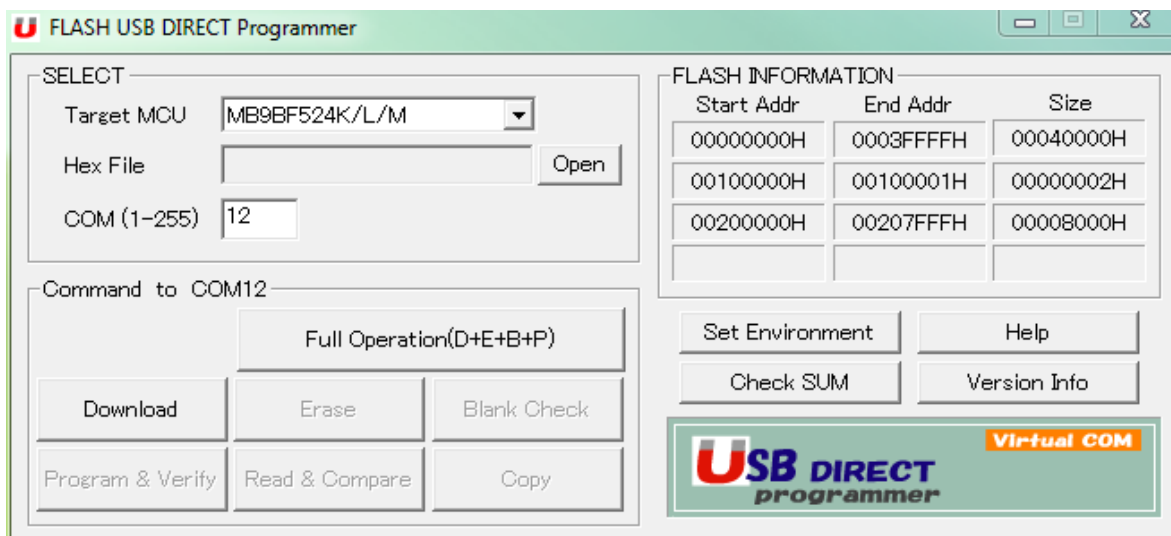 FLASH USB DIRECT Programmer
SELECT
Target MCU MB9BF524K/L/M
Hex File Open
COM (1-255) 12
Command to COM12
Full Operation(D+E+B+P)
Download Erase Blank Check
Program & Verify Read & Compare Copy
FLASH INFORMATION
Start Addr End Addr Size
00000000H 0003FFFFH 00040000H
00100000H 00100001H 00000002H
00200000H 00207FFFH 00008000H
Set Environment Help
Check SUM Version Info
Virtual COM
USB DIRECT
programmer